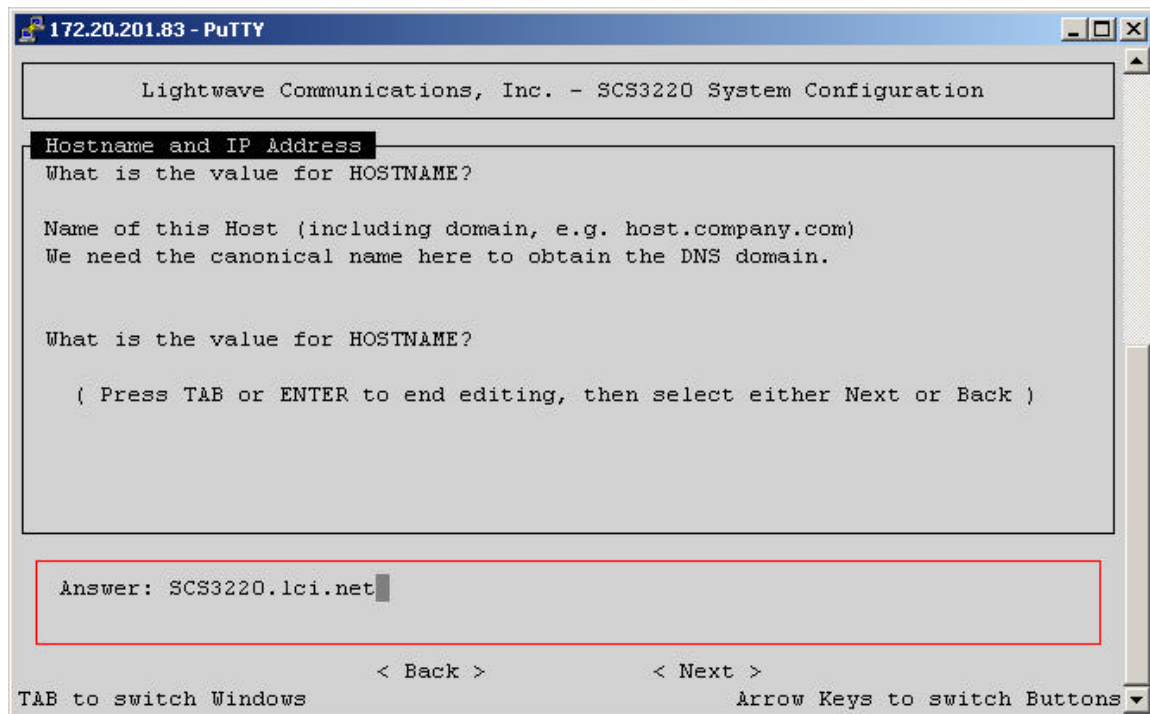 172.20.201.83 - PuTTY
Lightwave Communications, Inc. - SCS3220 System Configuration
Hostname and IP Address
What is the value for HOSTNAME?
Name of this Host (including domain, e.g. host.company.com)
We need the canonical name here to obtain the DNS domain.
What is the value for HOSTNAME?
( Press TAB or ENTER to end editing, then select either Next or Back )
Answer: SCS3220.lci.net
< Back > < Next >
TAB to switch Windows Arrow Keys to switch Buttons